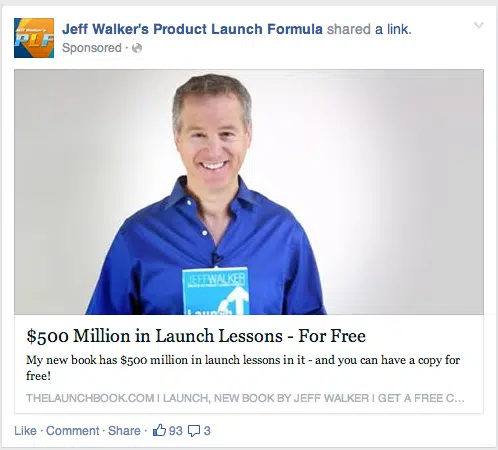 Jeff Walker's
PLF
Jeff Walker's Product Launch Formula shared a link.
Sponsored ·
JEFFWALKER
Launch
$500 Million in Launch Lessons - For Free
My new book has $500 million in launch lessons in it - and you can have a copy for
free!
THELAUNCHBOOK.COM I LAUNCH, NEW BOOK BY JEFF WALKER I GET A FREE C...
Like · Comment · Share · 93 3